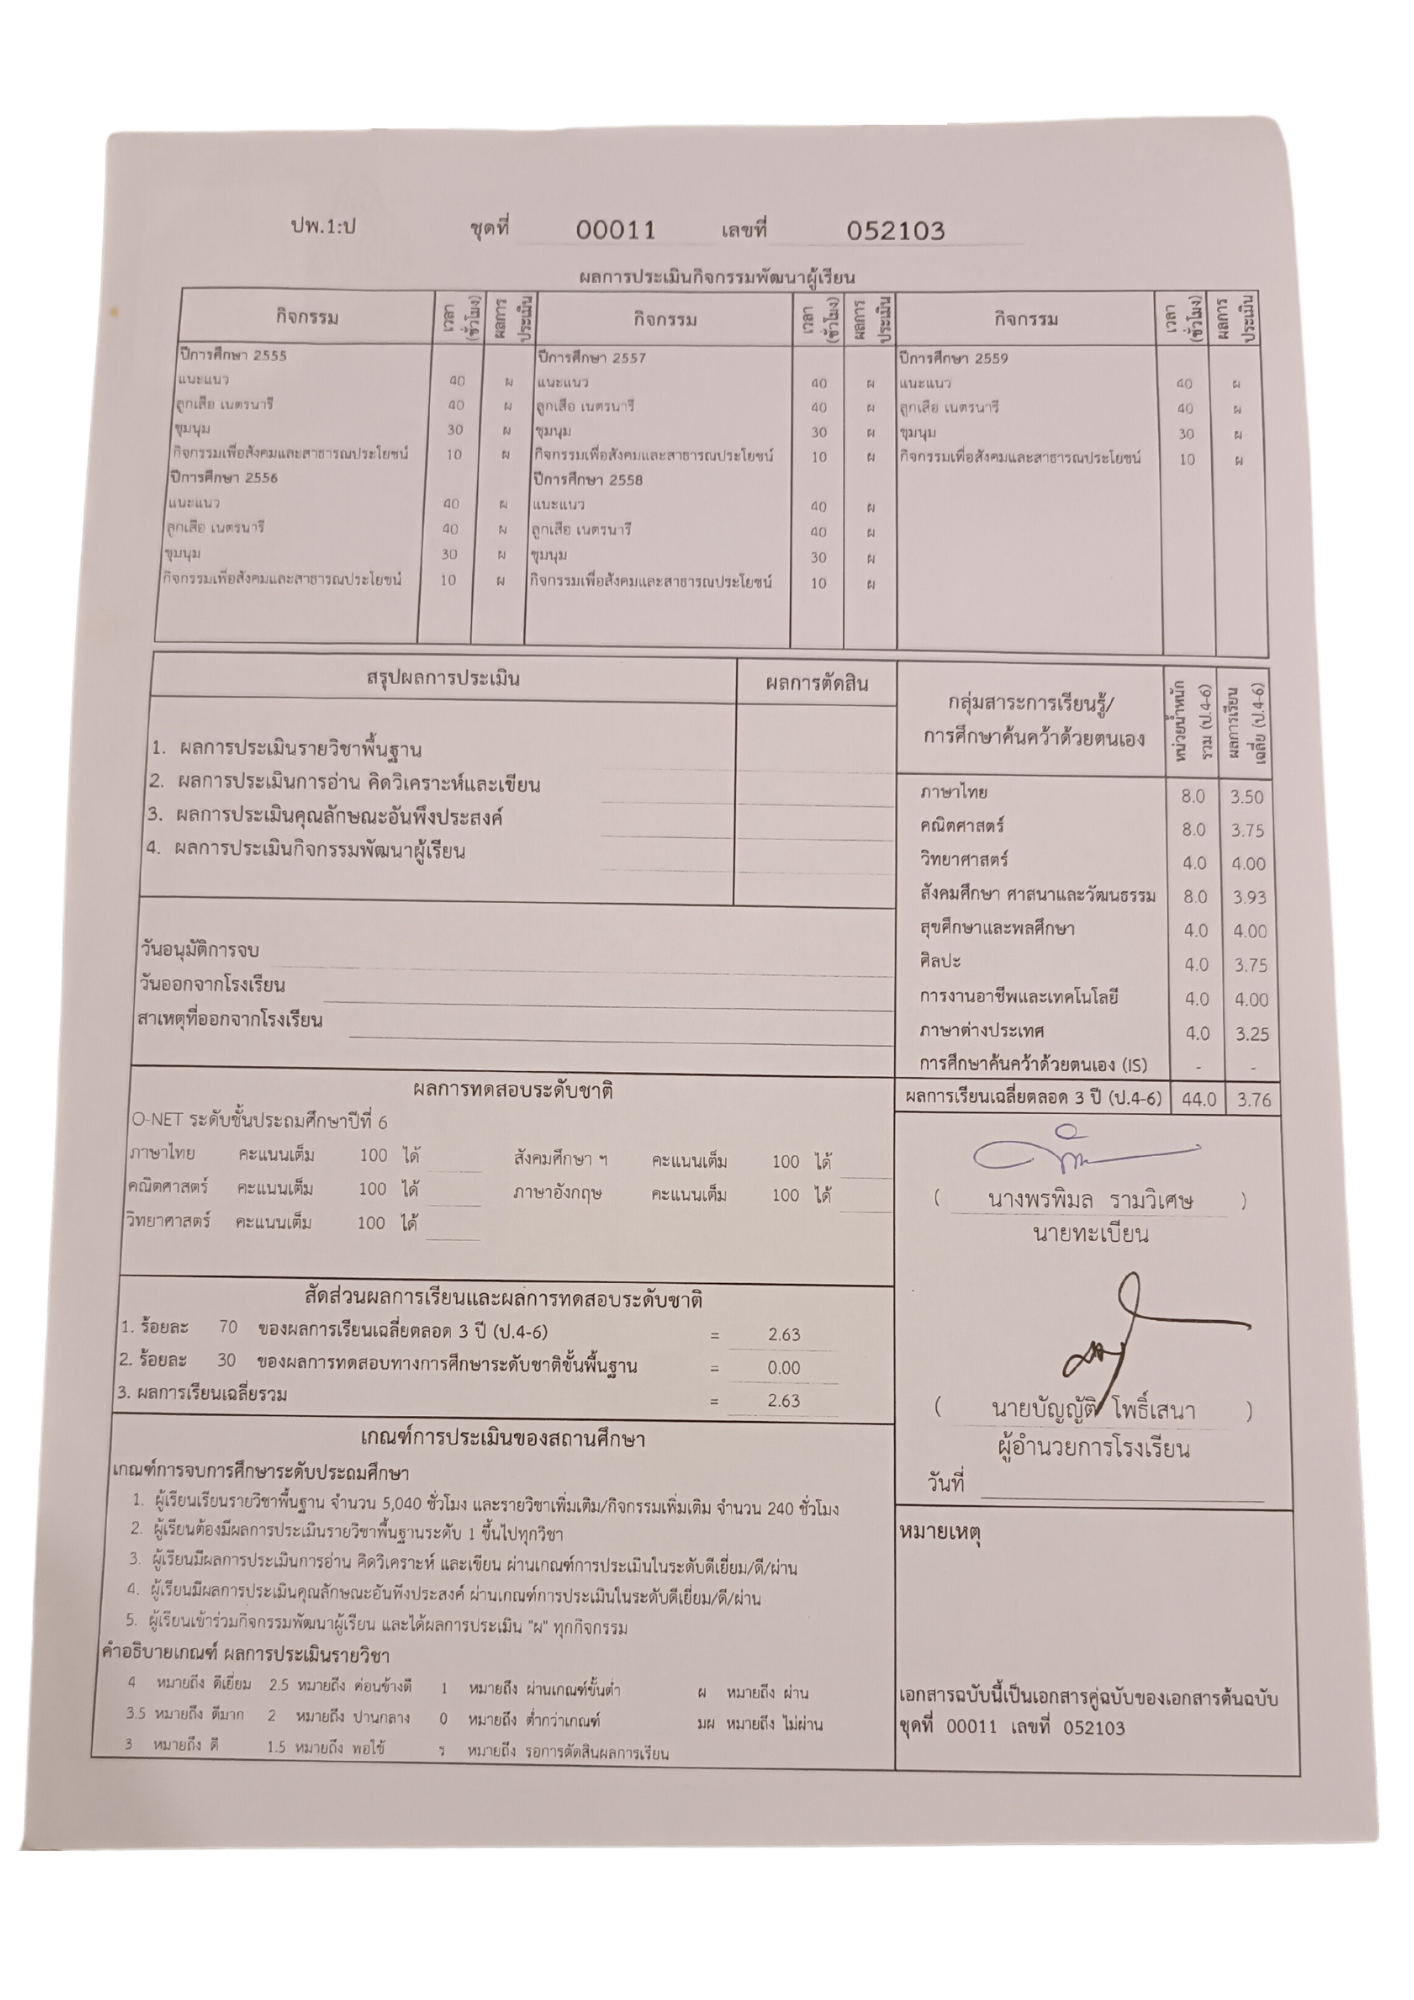 ปพ.1:ป ชุดที่ 00011 เลขที่ 052103
ผลการประเมินกิจกรรมพัฒนาผู้เรียน
กิจกรรม เวลา (ชั่วโมง) ผลการประเมิน กิจกรรม เวลา (ชั่วโมง) ผลการประเมิน กิจกรรม เวลา (ชั่วโมง) ผลการประเมิน
ปีการศึกษา 2555 ปีการศึกษา 2557 ปีการศึกษา 2559
แนะแนว 40 ผ แนะแนว 40 ผ แนะแนว 40 ผ
ลูกเสือ เนตรนารี 40 ผ ลูกเสือ เนตรนารี 40 ผ ลูกเสือ เนตรนารี 40 ผ
ชุมนุม 30 ผ ชุมนุม 30 ผ ชุมนุม 30 ผ
กิจกรรมเพื่อสังคมและสาธารณประโยชน์ 10 ผ กิจกรรมเพื่อสังคมและสาธารณประโยชน์ 10 ผ กิจกรรมเพื่อสังคมและสาธารณประโยชน์ 10 ผ
ปีการศึกษา 2556 ปีการศึกษา 2558
แนะแนว 40 ผ แนะแนว 40 ผ
ลูกเสือ เนตรนารี 40 ผ ลูกเสือ เนตรนารี 40 ผ
ชุมนุม 30 ผ ชุมนุม 30 ผ
กิจกรรมเพื่อสังคมและสาธารณประโยชน์ 10 ผ กิจกรรมเพื่อสังคมและสาธารณประโยชน์ 10 ผ
สรุปผลการประเมิน ผลการตัดสิน
1. ผลการประเมินรายวิชาพื้นฐาน
2. ผลการประเมินการอ่าน คิดวิเคราะห์และเขียน
3. ผลการประเมินคุณลักษณะอันพึงประสงค์
4. ผลการประเมินกิจกรรมพัฒนาผู้เรียน
วันอนุมัติการจบ
วันออกจากโรงเรียน
สาเหตุที่ออกจากโรงเรียน
กลุ่มสาระการเรียนรู้/
การศึกษาค้นคว้าด้วยตนเอง
หน่วยน้ำหนัก
รวม (ป.4-6)
ผลการเรียน
เฉลี่ย (ป.4-6)
ภาษาไทย 8.0 3.50
คณิตศาสตร์ 8.0 3.75
วิทยาศาสตร์ 4.0 4.00
สังคมศึกษา ศาสนาและวัฒนธรรม 8.0 3.93
สุขศึกษาและพลศึกษา 4.0 4.00
ศิลปะ 4.0 3.75
การงานอาชีพและเทคโนโลยี 4.0 4.00
ภาษาต่างประเทศ 4.0 3.25
การศึกษาค้นคว้าด้วยตนเอง (IS) - -
ผลการเรียนเฉลี่ยตลอด 3 ปี (ป.4-6) 44.0 3.76
ผลการทดสอบระดับชาติ
O-NET ระดับชั้นประถมศึกษาปีที่ 6
ภาษาไทย คะแนนเต็ม 100 ได้ สังคมศึกษา ฯ คะแนนเต็ม 100 ได้
คณิตศาสตร์ คะแนนเต็ม 100 ได้ ภาษาอังกฤษ คะแนนเต็ม 100 ได้
วิทยาศาสตร์ คะแนนเต็ม 100 ได้
สัดส่วนผลการเรียนและผลการทดสอบระดับชาติ
1. ร้อยละ 70 ของผลการเรียนเฉลี่ยตลอด 3 ปี (ป.4-6) = 2.63
2. ร้อยละ 30 ของผลการทดสอบทางการศึกษาระดับชาติขั้นพื้นฐาน = 0.00
3. ผลการเรียนเฉลี่ยรวม = 2.63
( นางพรพิมล รามวิเศษ )
นายทะเบียน
( นายบัญญัติ โพธิ์เสนา )
ผู้อำนวยการโรงเรียน
วันที่
เกณฑ์การประเมินของสถานศึกษา
เกณฑ์การจบการศึกษาระดับประถมศึกษา
1. ผู้เรียนเรียนรายวิชาพื้นฐาน จำนวน 5,040 ชั่วโมง และรายวิชาเพิ่มเติม/กิจกรรมเพิ่มเติม จำนวน 240 ชั่วโมง
2. ผู้เรียนต้องมีผลการประเมินรายวิชาพื้นฐานระดับ 1 ขึ้นไปทุกวิชา
3. ผู้เรียนมีผลการประเมินการอ่าน คิดวิเคราะห์ และเขียน ผ่านเกณฑ์การประเมินในระดับดีเยี่ยม/ดี/ผ่าน
4. ผู้เรียนมีผลการประเมินคุณลักษณะอันพึงประสงค์ ผ่านเกณฑ์การประเมินในระดับดีเยี่ยม/ดี/ผ่าน
5. ผู้เรียนเข้าร่วมกิจกรรมพัฒนาผู้เรียน และได้ผลการประเมิน "ผ" ทุกกิจกรรม
คำอธิบายเกณฑ์ ผลการประเมินรายวิชา
4 หมายถึง ดีเยี่ยม 2.5 หมายถึง ค่อนข้างดี 1 หมายถึง ผ่านเกณฑ์ขั้นต่ำ ผ หมายถึง ผ่าน
3.5 หมายถึง ดีมาก 2 หมายถึง ปานกลาง 0 หมายถึง ต่ำกว่าเกณฑ์ มผ หมายถึง ไม่ผ่าน
3 หมายถึง ดี 1.5 หมายถึง พอใช้ ร หมายถึง รอการตัดสินผลการเรียน
หมายเหตุ
เอกสารฉบับนี้เป็นเอกสารคู่ฉบับของเอกสารต้นฉบับ
ชุดที่ 00011 เลขที่ 052103